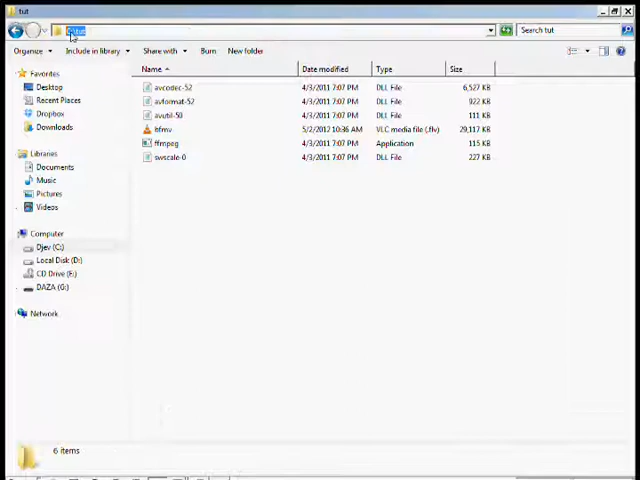 tut
C:\tut
Search tut
Organize
Include in library
Share with
Burn
New folder
Name
Date modified
Type
Size
Favorites
Desktop
Recent Places
Dropbox
Downloads
Libraries
Documents
Music
Pictures
Videos
Computer
Djev (C:)
Local Disk (D:)
CD Drive (E:)
DAZA (G:)
Network
avcodec-52 4/3/2011 7:07 PM DLL File 6,527 KB
avformat-52 4/3/2011 7:07 PM DLL File 922 KB
avutil-50 4/3/2011 7:07 PM DLL File 111 KB
bfmv 5/2/2012 10:36 AM VLC media file (.flv) 29,117 KB
ffmpeg 4/3/2011 7:07 PM Application 115 KB
swscale-0 4/3/2011 7:07 PM DLL File 227 KB
6 items